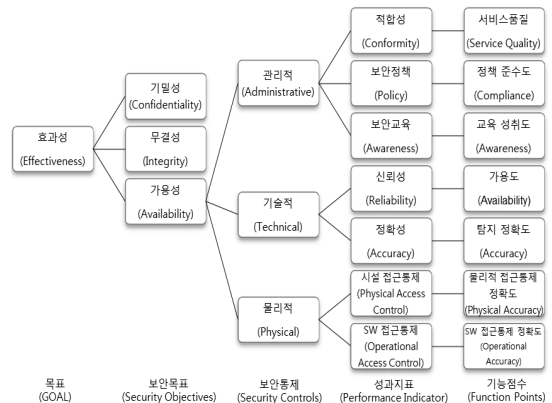 효과성
(Effectiveness)
기밀성
(Confidentiality)
무결성
(Integrity)
가용성
(Availability)
관리적
(Administrative)
기술적
(Technical)
물리적
(Physical)
적합성
(Conformity)
서비스품질
(Service Quality)
보안정책
(Policy)
정책 준수도
(Compliance)
보안교육
(Awareness)
교육 성취도
(Awareness)
신뢰성
(Reliability)
가용도
(Availability)
정확성
(Accuracy)
탐지 정확도
(Accuracy)
시설 접근통제
(Physical Access
Control)
물리적 접근통제
정확도
(Physical Accuracy)
SW 접근통제
(Operational
Access Control)
SW 접근통제 정확도
(Operational
Accuracy)
목표
(GOAL)
보안목표
(Security Objectives)
보안통제
(Security Controls)
성과지표
(Performance Indicator)
기능점수
(Function Points)